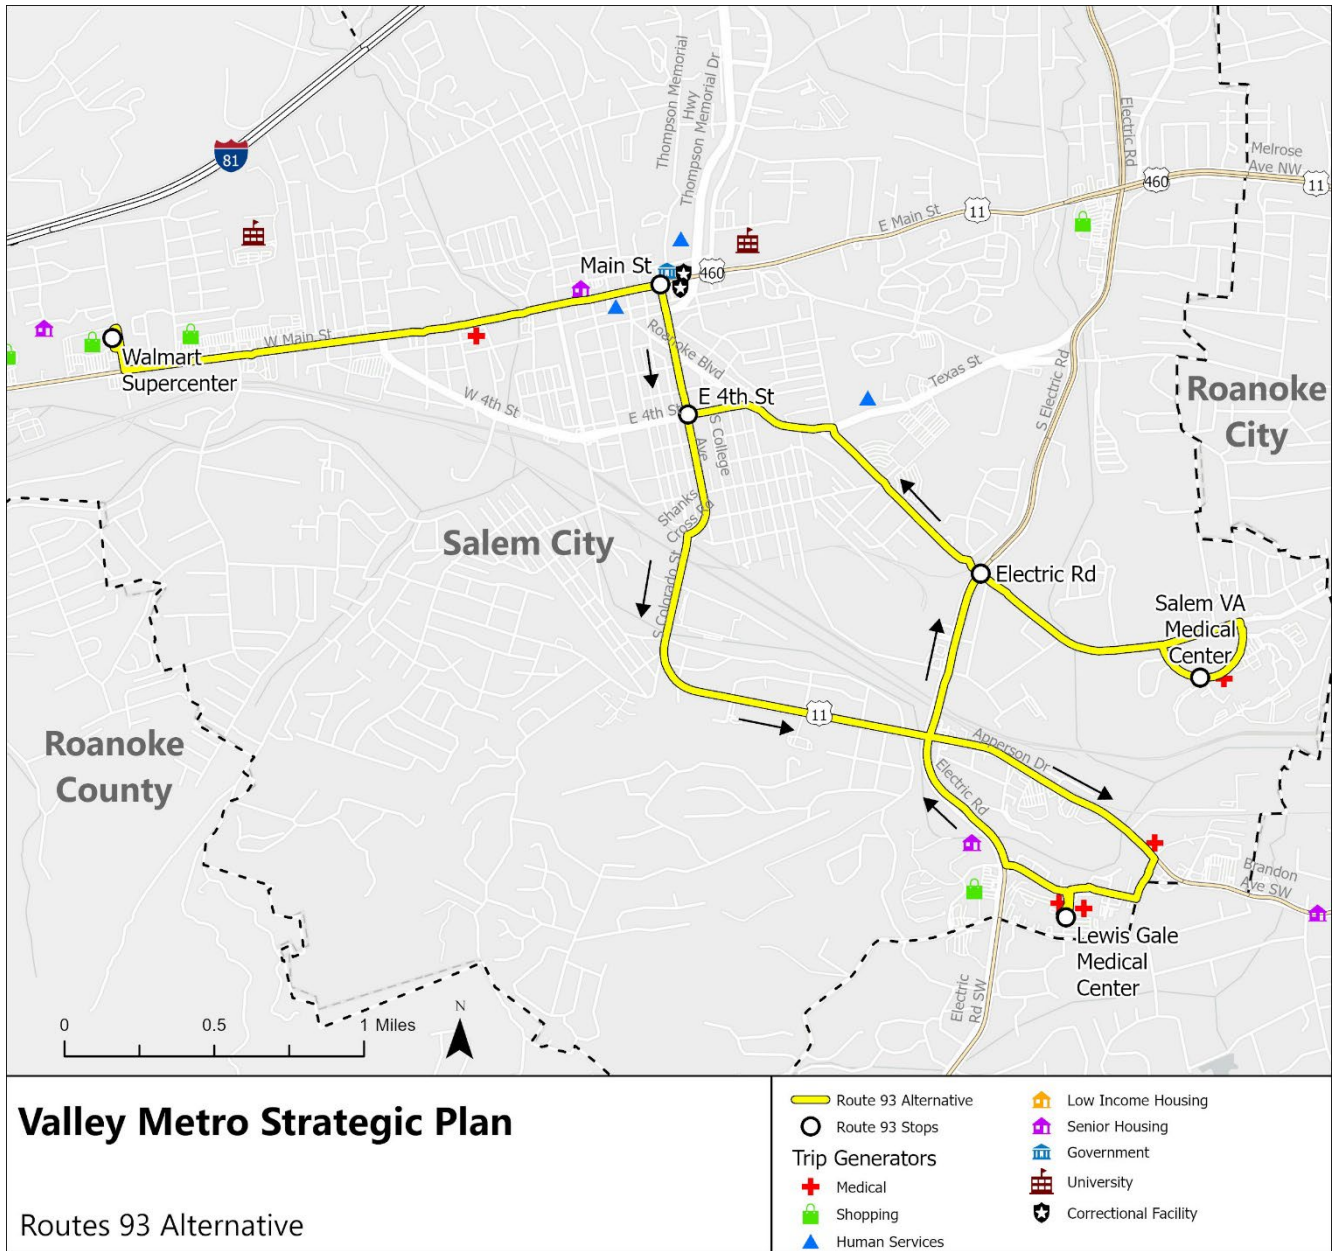 Thompson Memorial
Hwy
Thompson Memorial Dr
Electric Rd
Melrose
Ave NW
81
460
11
11
E Main St
Main St
460
W Main St
Walmart
Supercenter
Roanoke Blvd
Texas St
S Electric Rd
Roanoke
City
W 4th St
E 4th St
E 4th St
S College
Ave
Shanks
Cross Rd
Salem City
S Colorado St
Electric Rd
Salem VA
Medical
Center
11
Roanoke
County
Apperson Dr
Electric Rd
Brandon
Ave SW
Lewis Gale
Medical
Center
Electric
Rd SW
N
0 0.5 1 Miles
Valley Metro Strategic Plan
Routes 93 Alternative
Route 93 Alternative
Route 93 Stops
Trip Generators
Medical
Shopping
Human Services
Low Income Housing
Senior Housing
Government
University
Correctional Facility